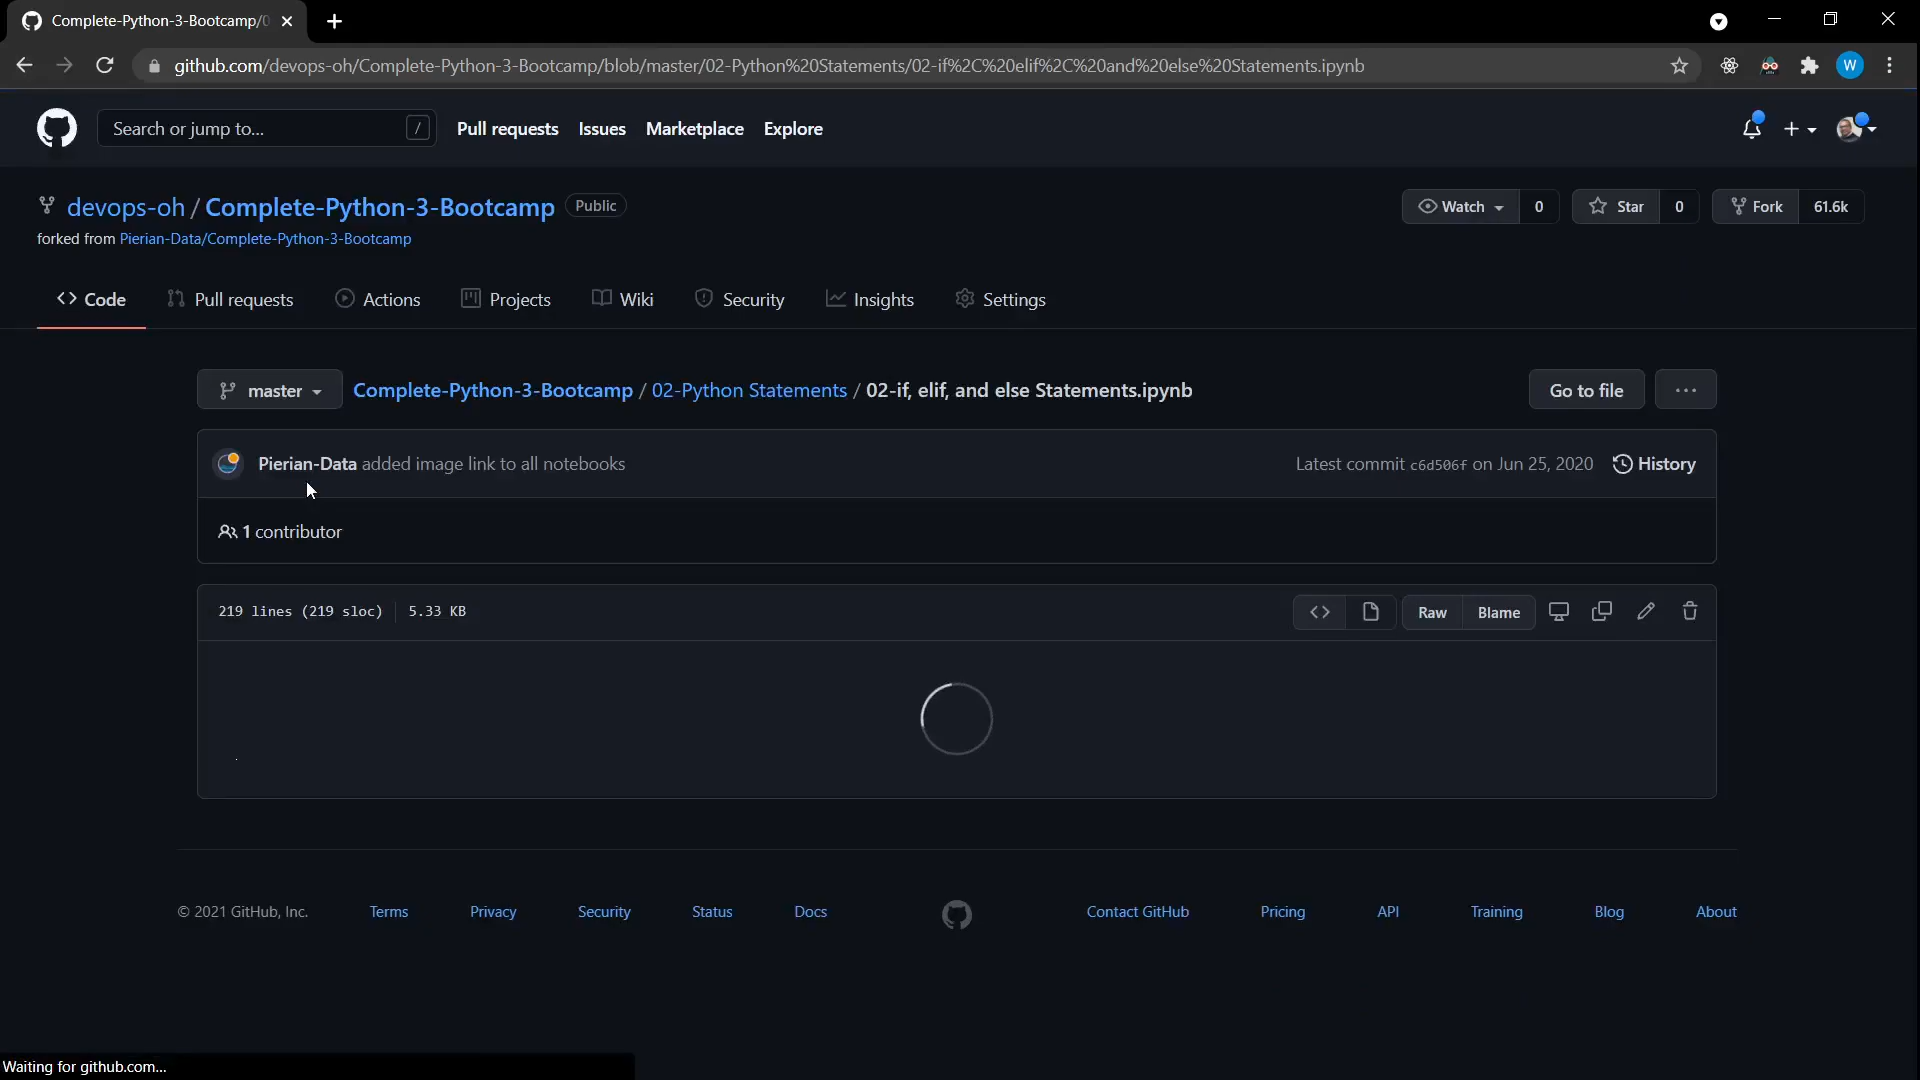 Complete-Python-3-Bootcamp/0
github.com/devops-oh/Complete-Python-3-Bootcamp/blob/master/02-Python%20Statements/02-if%2C%20elif%2C%20and%20else%20Statements.ipynb
W
Search or jump to...
/
Pull requests
Issues
Marketplace
Explore
devops-oh / Complete-Python-3-Bootcamp
Public
Watch
0
Star
0
Fork
61.6k
forked from Pierian-Data/Complete-Python-3-Bootcamp
Code
Pull requests
Actions
Projects
Wiki
Security
Insights
Settings
master
Complete-Python-3-Bootcamp / 02-Python Statements / 02-if, elif, and else Statements.ipynb
Go to file
Pierian-Data added image link to all notebooks
Latest commit c6d506f on Jun 25, 2020
History
1 contributor
219 lines (219 sloc)
5.33 KB
Raw
Blame
© 2021 GitHub, Inc.
Terms
Privacy
Security
Status
Docs
Contact GitHub
Pricing
API
Training
Blog
About
Waiting for github.com...